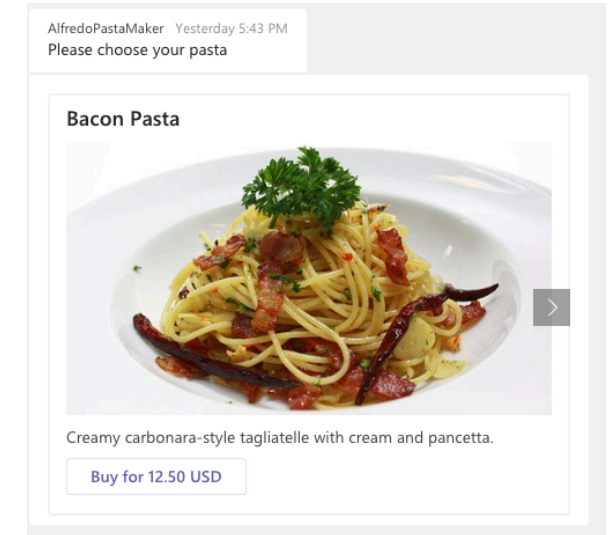 AlfredoPastaMaker Yesterday 5:43 PM
Please choose your pasta
Bacon Pasta
Creamy carbonara-style tagliatelle with cream and pancetta.
Buy for 12.50 USD